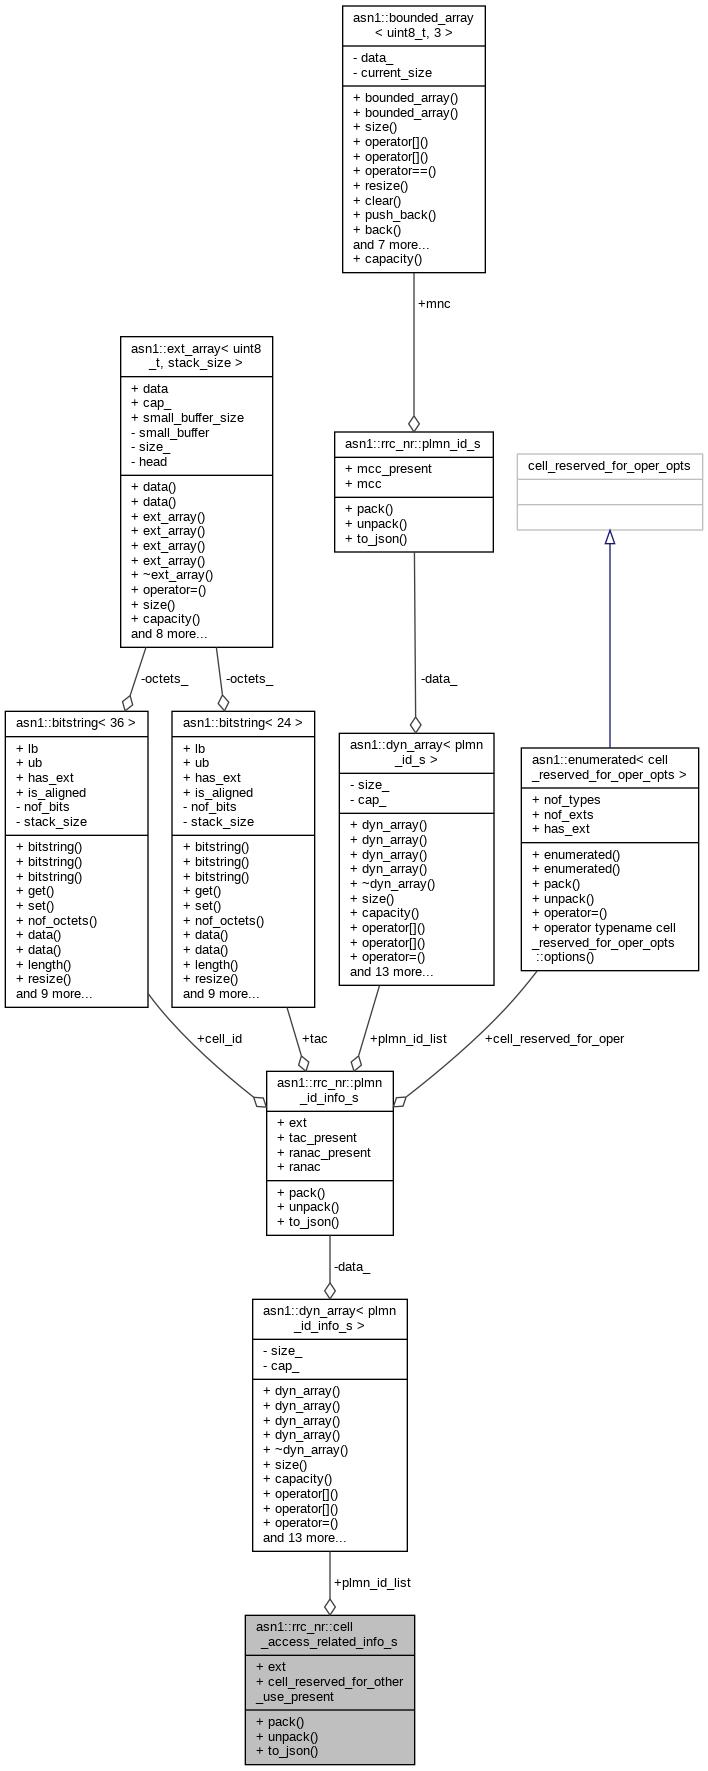 asn1::bounded_array
< uint8_t, 3 >
- data_
- current_size
+ bounded_array()
+ bounded_array()
+ size()
+ operator[]()
+ operator[]()
+ operator==()
+ resize()
+ clear()
+ push_back()
+ back()
and 7 more...
+ capacity()
+mnc
asn1::ext_array< uint8
_t, stack_size >
+ data
+ cap_
+ small_buffer_size
- small_buffer
- size_
- head
+ data()
+ data()
+ ext_array()
+ ext_array()
+ ext_array()
+ ext_array()
+ ~ext_array()
+ operator=()
+ size()
+ capacity()
and 8 more...
asn1::rrc_nr::plmn_id_s
+ mcc_present
+ mcc
+ pack()
+ unpack()
+ to_json()
cell_reserved_for_oper_opts
-octets_
-octets_
-data_
asn1::bitstring< 36 >
+ lb
+ ub
+ has_ext
+ is_aligned
- nof_bits
- stack_size
+ bitstring()
+ bitstring()
+ bitstring()
+ get()
+ set()
+ nof_octets()
+ data()
+ data()
+ length()
+ resize()
and 9 more...
asn1::bitstring< 24 >
+ lb
+ ub
+ has_ext
+ is_aligned
- nof_bits
- stack_size
+ bitstring()
+ bitstring()
+ bitstring()
+ get()
+ set()
+ nof_octets()
+ data()
+ data()
+ length()
+ resize()
and 9 more...
asn1::dyn_array< plmn
_id_s >
- size_
- cap_
+ dyn_array()
+ dyn_array()
+ dyn_array()
+ dyn_array()
+ ~dyn_array()
+ size()
+ capacity()
+ operator[]()
+ operator[]()
+ operator=()
and 13 more...
asn1::enumerated< cell
_reserved_for_oper_opts >
+ nof_types
+ nof_exts
+ has_ext
+ enumerated()
+ enumerated()
+ pack()
+ unpack()
+ operator=()
+ operator typename cell
_reserved_for_oper_opts
::options()
+cell_id
+tac
+plmn_id_list
+cell_reserved_for_oper
asn1::rrc_nr::plmn
_id_info_s
+ ext
+ tac_present
+ ranac_present
+ ranac
+ pack()
+ unpack()
+ to_json()
-data_
asn1::dyn_array< plmn
_id_info_s >
- size_
- cap_
+ dyn_array()
+ dyn_array()
+ dyn_array()
+ dyn_array()
+ ~dyn_array()
+ size()
+ capacity()
+ operator[]()
+ operator[]()
+ operator=()
and 13 more...
+plmn_id_list
asn1::rrc_nr::cell
_access_related_info_s
+ ext
+ cell_reserved_for_other
_use_present
+ pack()
+ unpack()
+ to_json()